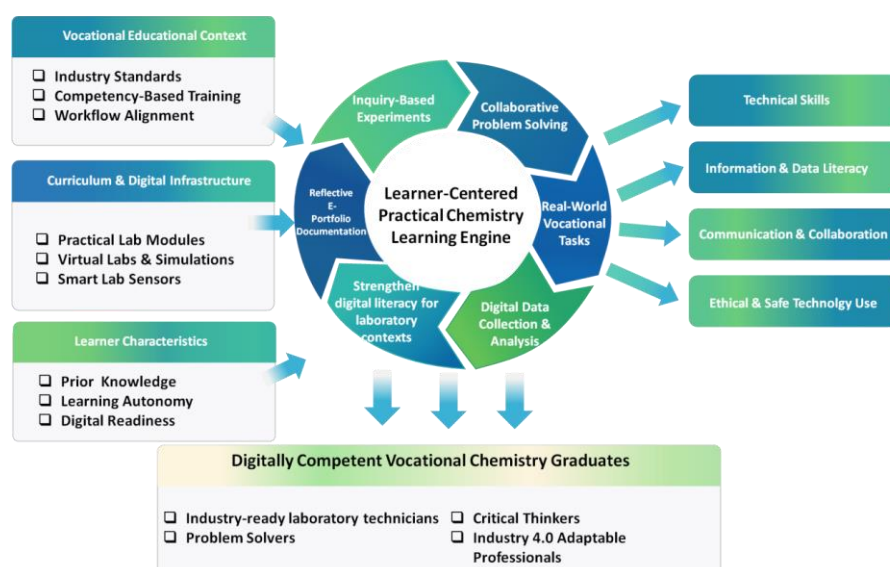 Vocational Educational Context
Industry Standards
Competency-Based Training
Workflow Alignment
Curriculum & Digital Infrastructure
Practical Lab Modules
Virtual Labs & Simulations
Smart Lab Sensors
Learner Characteristics
Prior Knowledge
Learning Autonomy
Digital Readiness
Inquiry-Based
Experiments
Collaborative
Problem Solving
Real-World
Vocational
Tasks
Digital Data
Collection &
Analysis
Strengthen
digital literacy for
laboratory
contexts
Reflective
E-
Portfolio
Documentation
Learner-Centered
Practical Chemistry
Learning Engine
Technical Skills
Information & Data Literacy
Communication & Collaboration
Ethical & Safe Technolgy Use
Digitally Competent Vocational Chemistry Graduates
Industry-ready laboratory technicians
Problem Solvers
Critical Thinkers
Industry 4.0 Adaptable
Professionals